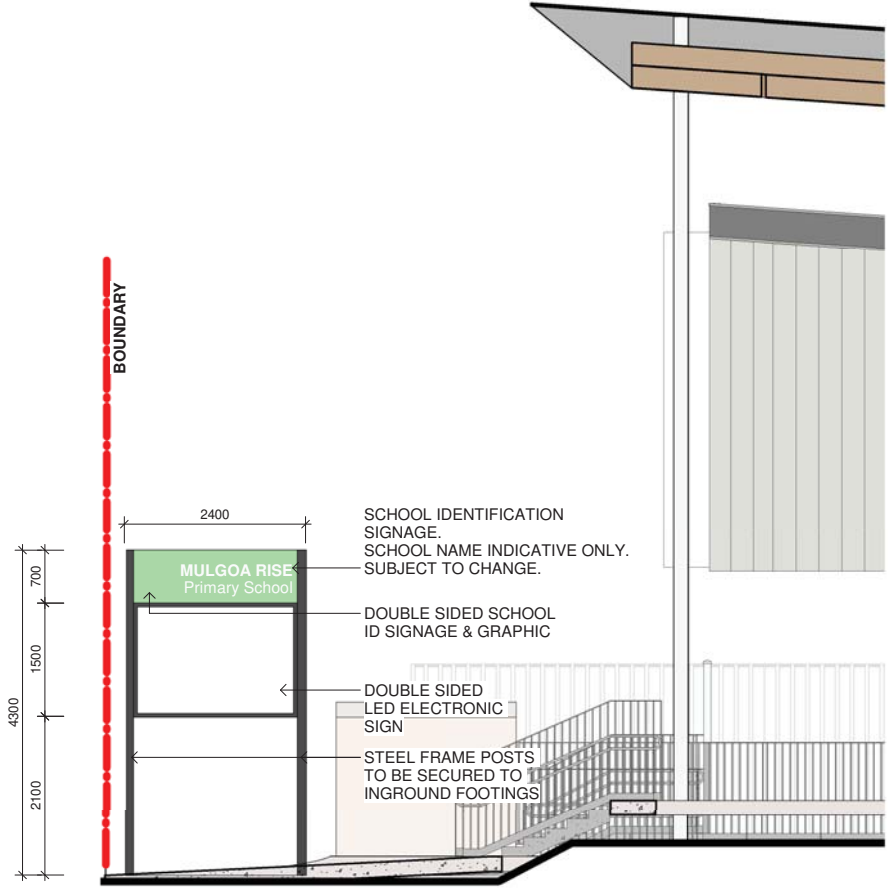 BOUNDARY
2400
SCHOOL IDENTIFICATION
SIGNAGE.
SCHOOL NAME INDICATIVE ONLY.
SUBJECT TO CHANGE.
MULGOA RISE
Primary School
DOUBLE SIDED SCHOOL
ID SIGNAGE & GRAPHIC
DOUBLE SIDED
LED ELECTRONIC
SIGN
STEEL FRAME POSTS
TO BE SECURED TO
INGROUND FOOTINGS
700
1500
4300
2100